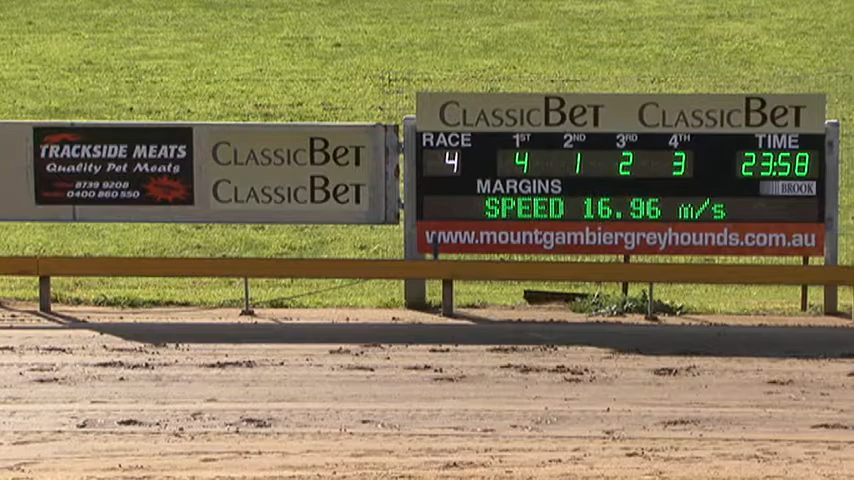 CLASSICBET CLASSICBET
RACE 1ST 2ND 3RD 4TH TIME
4 4 1 2 3 23:58
BROOK
MARGINS
SPEED 16.96 m/s
www.mountgambiergreyhounds.com.au
TRACKSIDE MEATS
Quality Pet Meats
8739 9208
0400 860 550
CLASSICBET
CLASSICBET